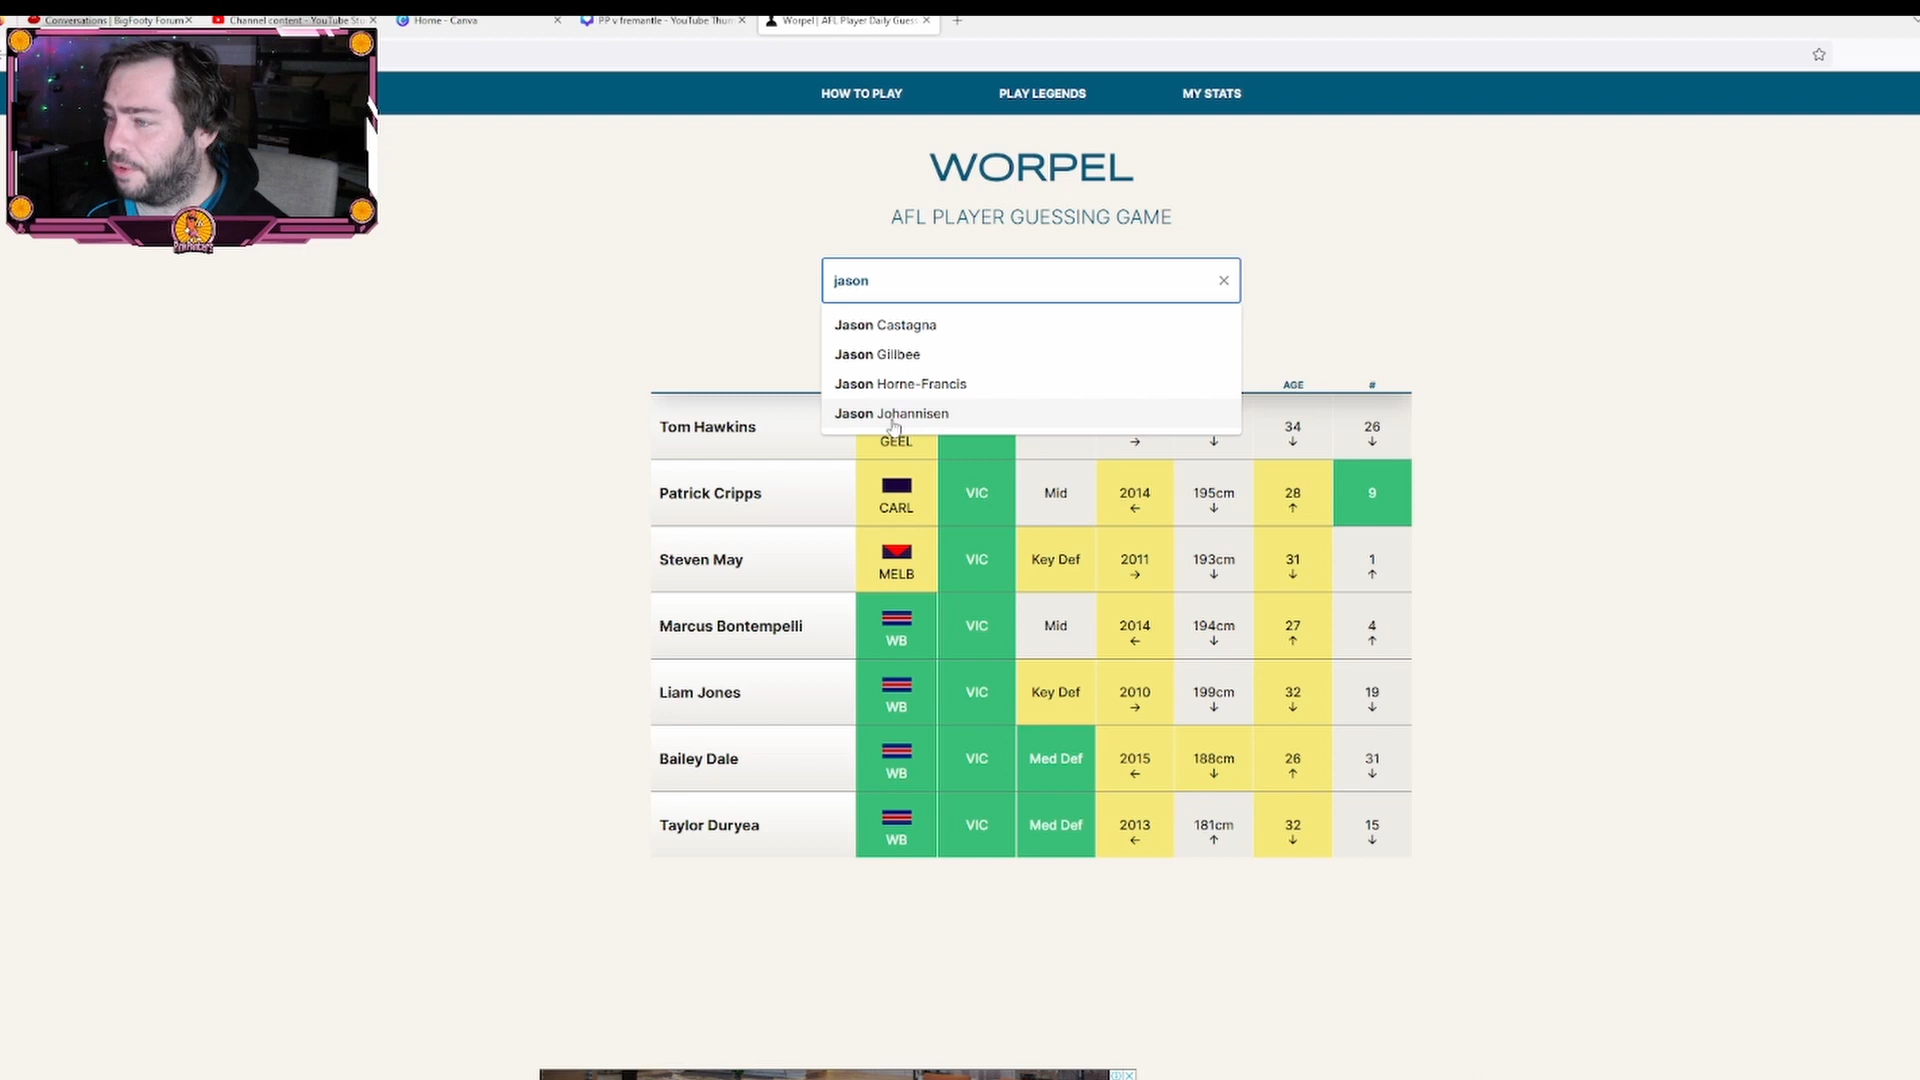 Conversations | BigFooty Forum
Channel content - YouTube Stu
Home - Canva
PP v fremantle - YouTube Thum
Worpel | AFL Player Daily Gues
HOW TO PLAY
PLAY LEGENDS
MY STATS
WORPEL
AFL PLAYER GUESSING GAME
jason
Jason Castagna
Jason Gillbee
Jason Horne-Francis
Jason Johannisen
AGE #
Tom Hawkins GEEL → ↓ 34 ↓ 26 ↓
Patrick Cripps CARL VIC Mid 2014 ← 195cm ↓ 28 ↑ 9
Steven May MELB VIC Key Def 2011 → 193cm ↓ 31 ↓ 1 ↑
Marcus Bontempelli WB VIC Mid 2014 ← 194cm ↓ 27 ↑ 4 ↑
Liam Jones WB VIC Key Def 2010 → 199cm ↓ 32 ↓ 19 ↓
Bailey Dale WB VIC Med Def 2015 ← 188cm ↓ 26 ↑ 31 ↓
Taylor Duryea WB VIC Med Def 2013 ← 181cm ↑ 32 ↓ 15 ↓